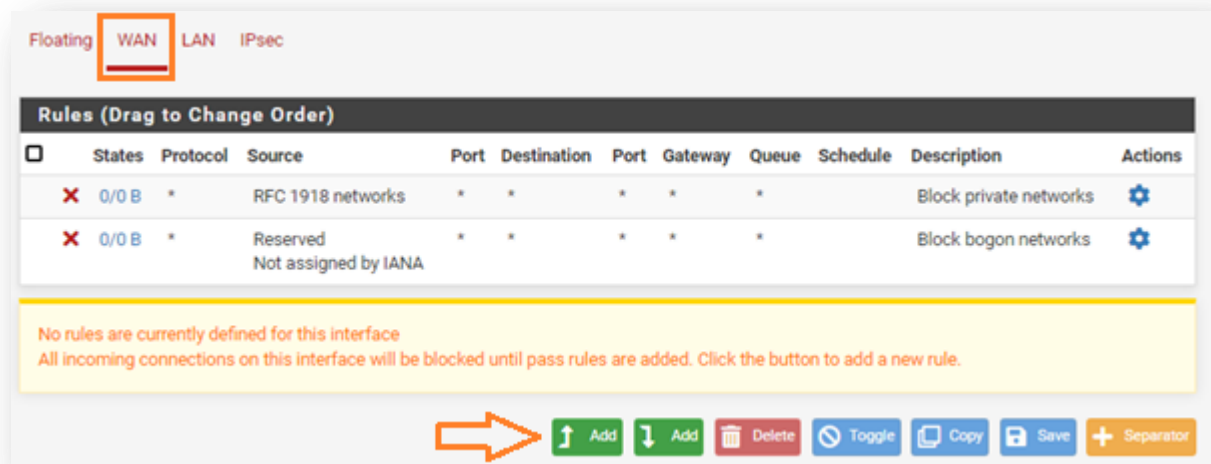 Floating WAN LAN IPsec
Rules (Drag to Change Order)
States Protocol Source Port Destination Port Gateway Queue Schedule Description Actions
0/0 B * RFC 1918 networks * * * * * Block private networks
0/0 B * Reserved * * * * * Block bogon networks
Not assigned by IANA
No rules are currently defined for this interface
All incoming connections on this interface will be blocked until pass rules are added. Click the button to add a new rule.
Add Add Delete Toggle Copy Save Separator